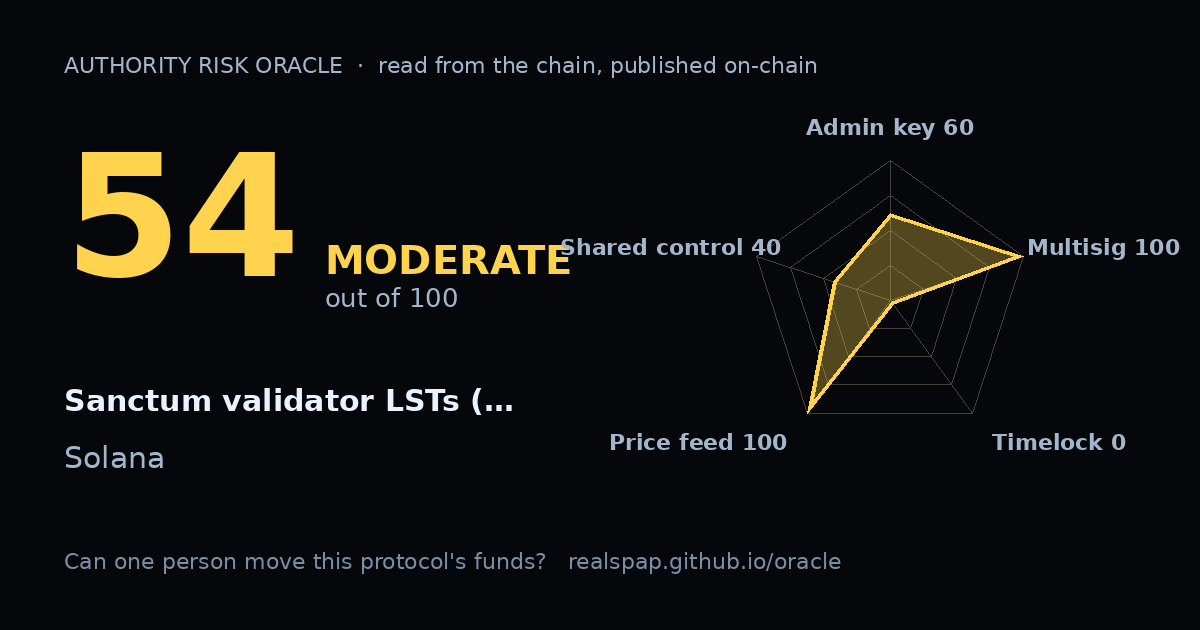 AUTHORITY RISK ORACLE · read from the chain, published on-chain
54
MODERATE
out of 100
Sanctum validator LSTs (…
Solana
Admin key 60
Shared control 40
Multisig 100
Price feed 100
Timelock 0
Can one person move this protocol's funds? realspap.github.io/oracle